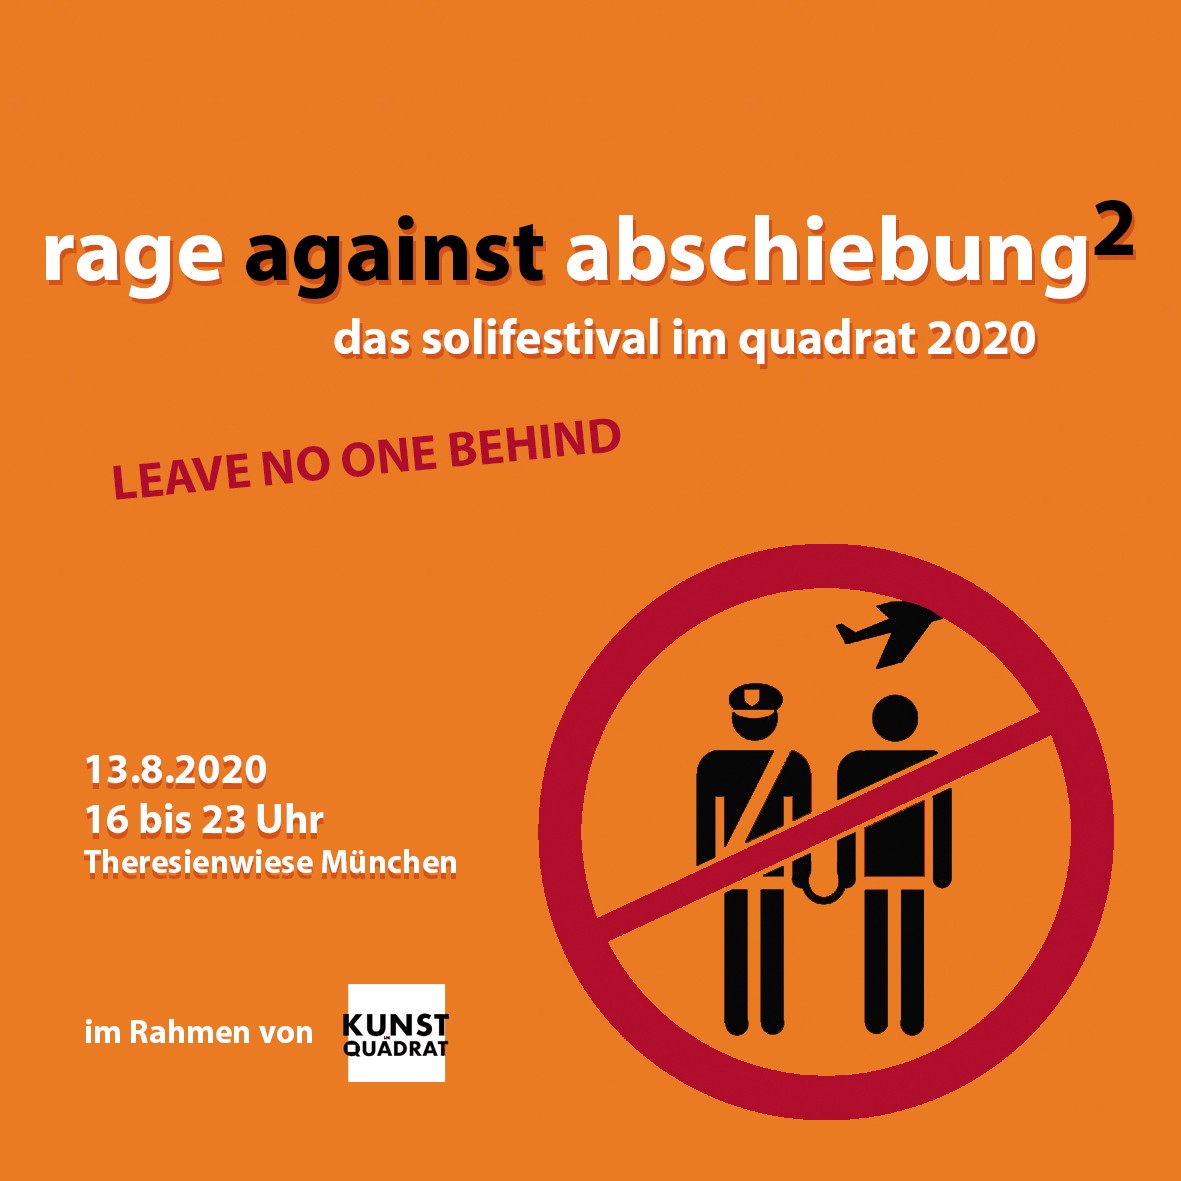 rage against abschiebung²
das solifestival im quadrat 2020
LEAVE NO ONE BEHIND
13.8.2020
16 bis 23 Uhr
Theresienwiese München
im Rahmen von
KUNST
IM
QUADRAT